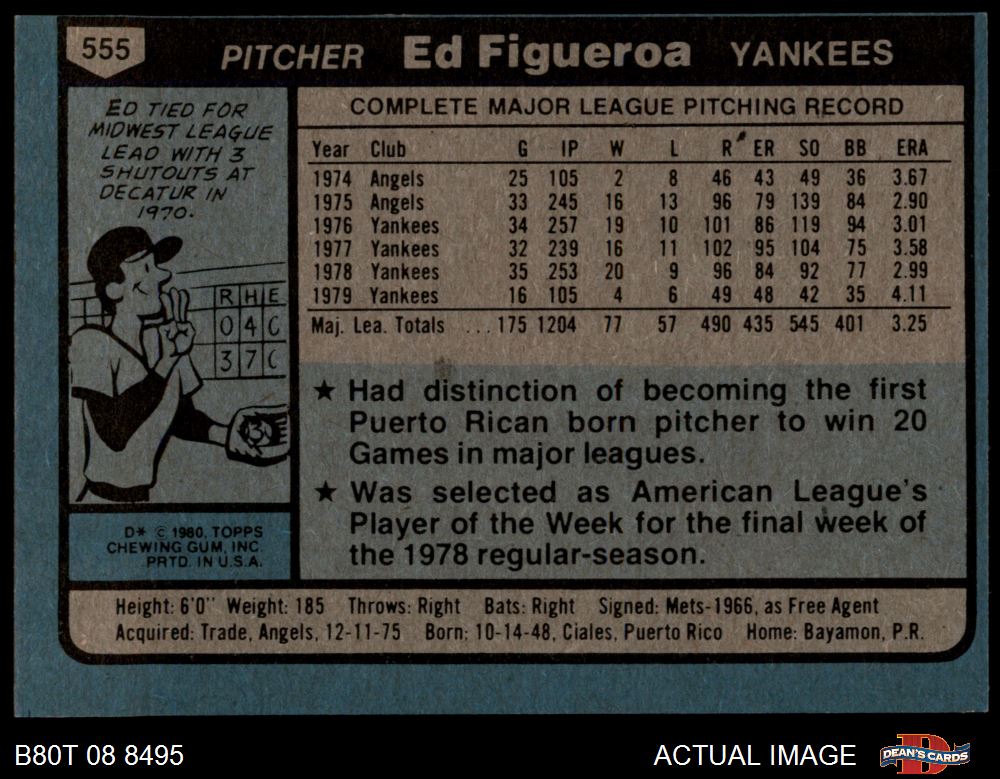 555 PITCHER Ed Figueroa YANKEES
ED TIED FOR
MIDWEST LEAGUE
LEAD WITH 3
SHUTOUTS AT
DECATUR IN
1970.
R H E
0 4 C
3 7 C
3
D* © 1980. TOPPS
CHEWING GUM, INC.
PRTD. IN U.S.A.
COMPLETE MAJOR LEAGUE PITCHING RECORD
Year Club G IP W L R ER SO BB ERA
1974 Angels 25 105 2 8 46 43 49 36 3.67
1975 Angels 33 245 16 13 96 79 139 84 2.90
1976 Yankees 34 257 19 10 101 86 119 94 3.01
1977 Yankees 32 239 16 11 102 95 104 75 3.58
1978 Yankees 35 253 20 9 96 84 92 77 2.99
1979 Yankees 16 105 4 6 49 48 42 35 4.11
Maj. Lea. Totals ... 175 1204 77 57 490 435 545 401 3.25
★ Had distinction of becoming the first
Puerto Rican born pitcher to win 20
Games in major leagues.
★ Was selected as American League's
Player of the Week for the final week of
the 1978 regular-season.
Height: 6'0" Weight: 185 Throws: Right Bats: Right Signed: Mets-1966, as Free Agent
Acquired: Trade, Angels, 12-11-75 Born: 10-14-48, Ciales, Puerto Rico Home: Bayamon, P.R.
B80T 08 8495 ACTUAL IMAGE DEAN'S CARDS